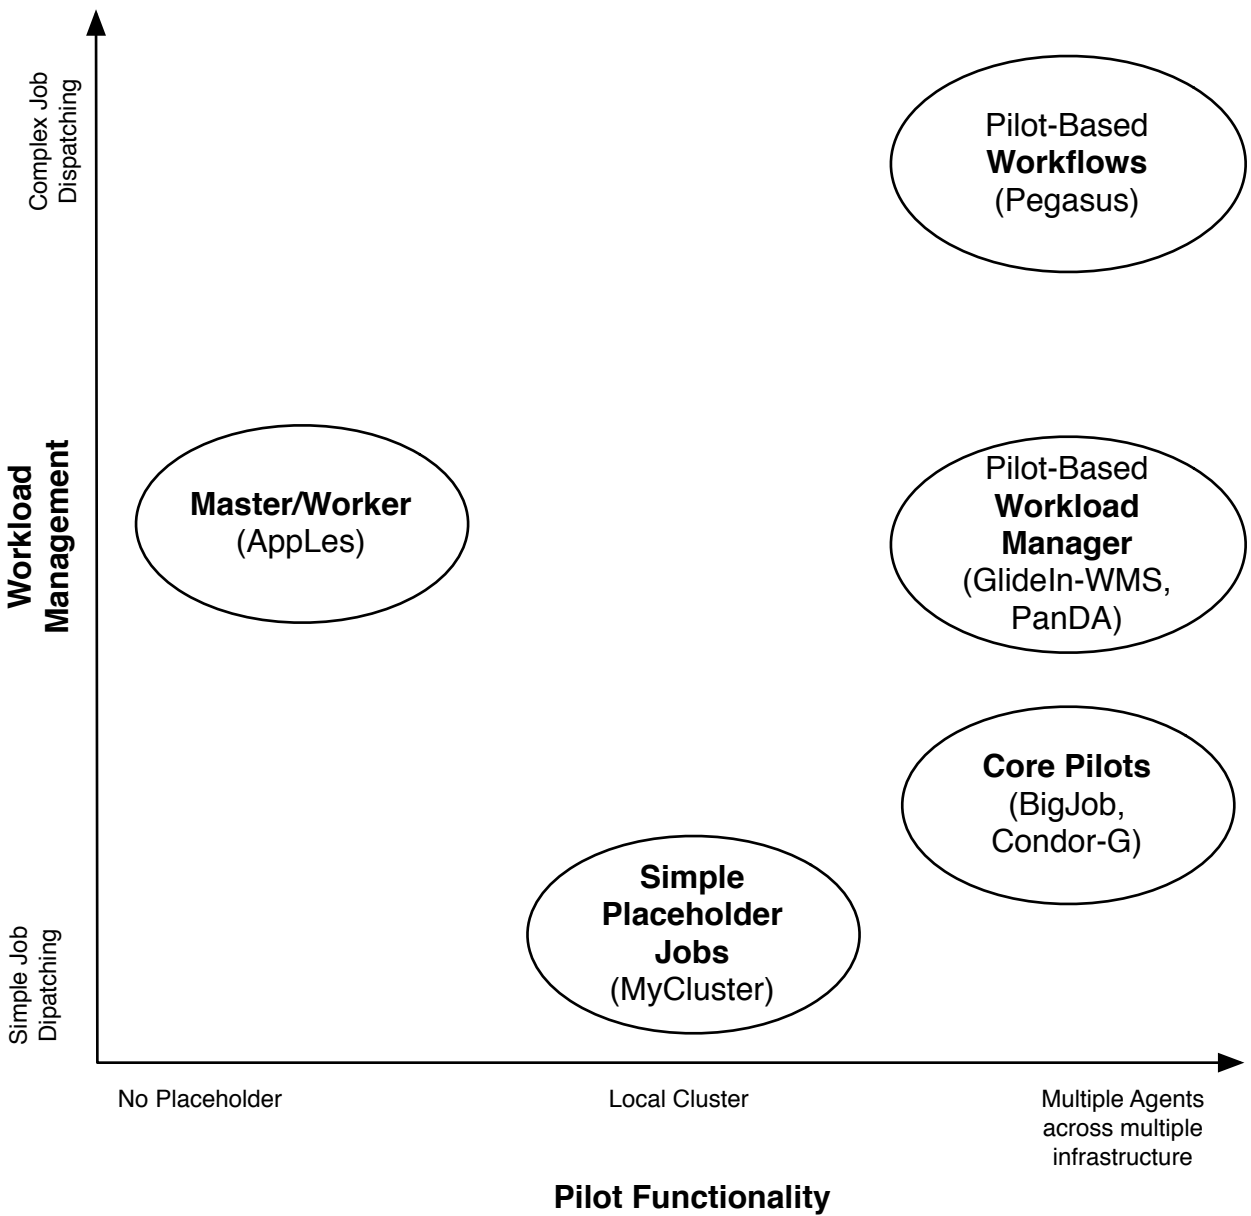 Complex Job
Dispatching
Pilot-Based
Workflows
(Pegasus)
Workload
Management
Master/Worker
(AppLes)
Pilot-Based
Workload
Manager
(GlideIn-WMS,
PanDA)
Core Pilots
(BigJob,
Condor-G)
Simple
Placeholder
Jobs
(MyCluster)
Simple Job
Dipatching
No Placeholder
Local Cluster
Multiple Agents
across multiple
infrastructure
Pilot Functionality